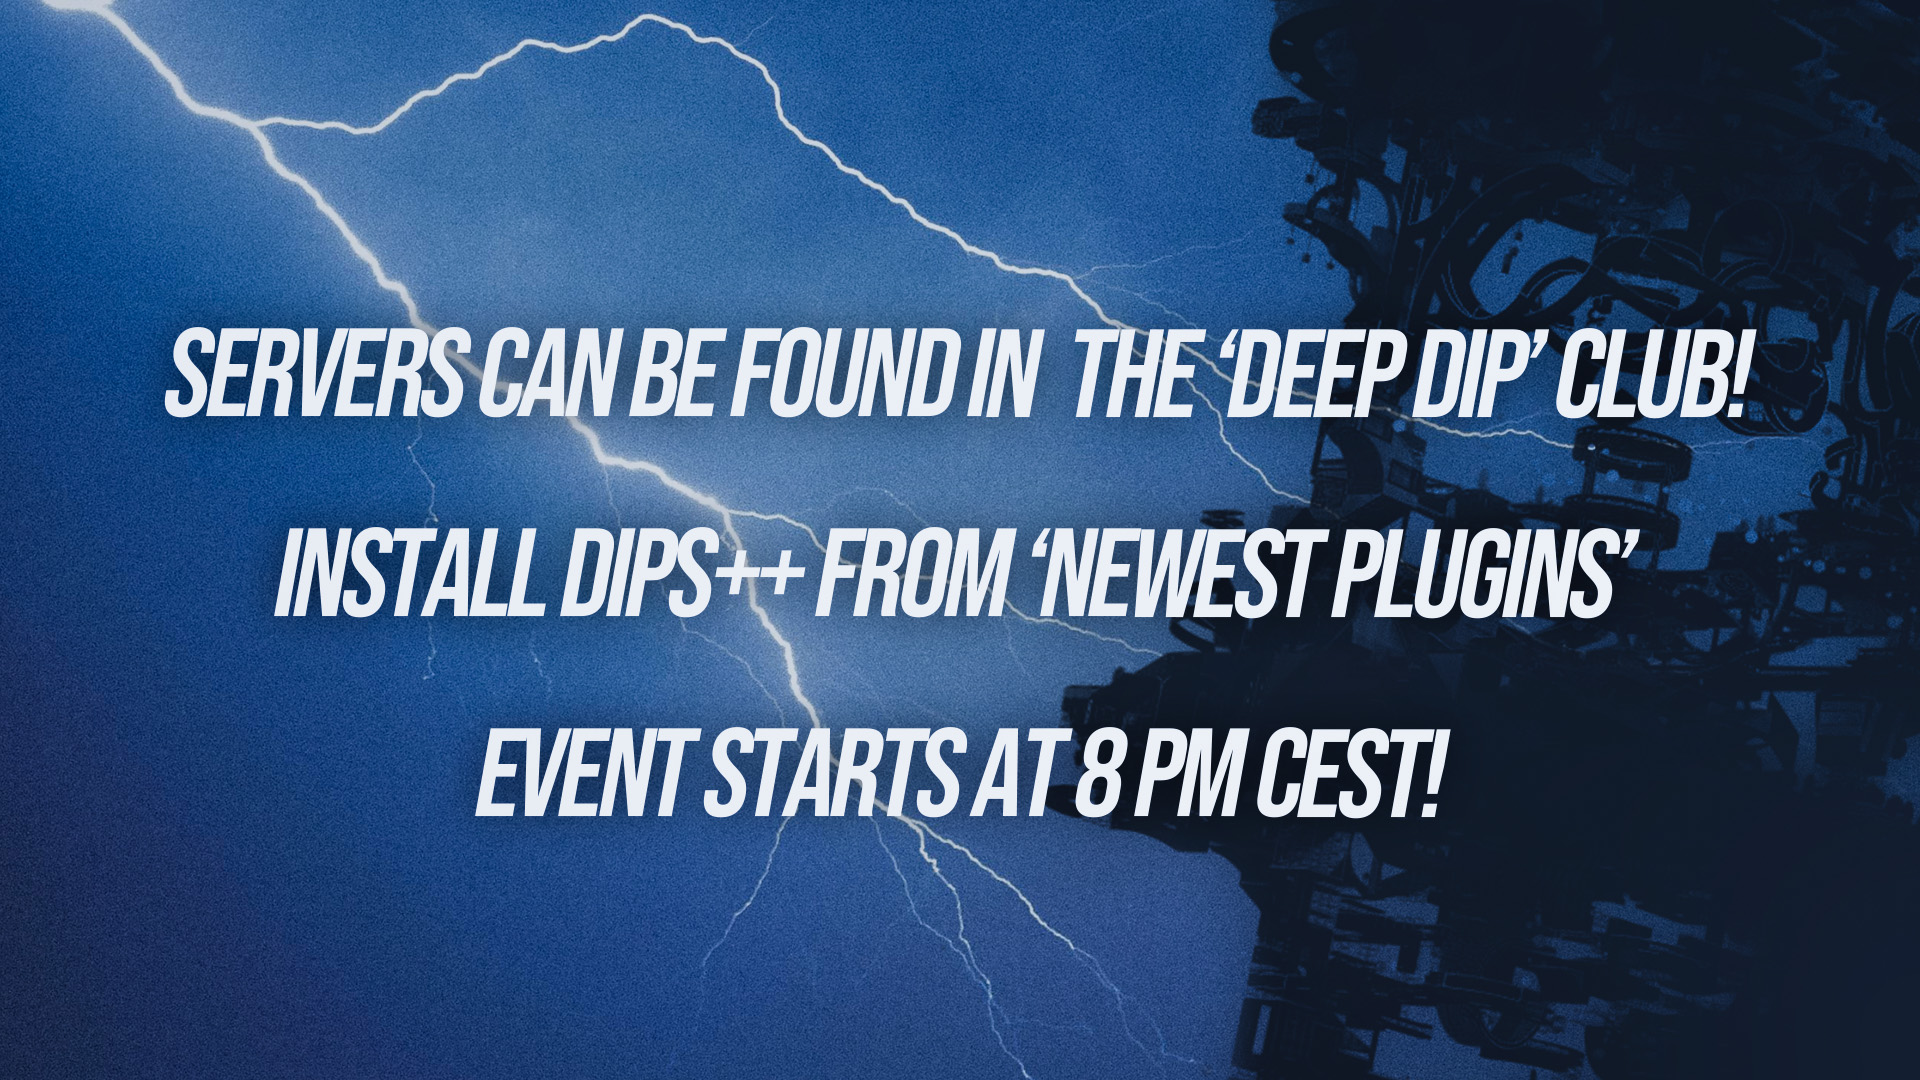 SERVERS CAN BE FOUND IN THE ‘DEEP DIP’ CLUB!
INSTALL DIPS++ FROM ‘NEWEST PLUGINS’
EVENT STARTS AT 8 PM CEST!